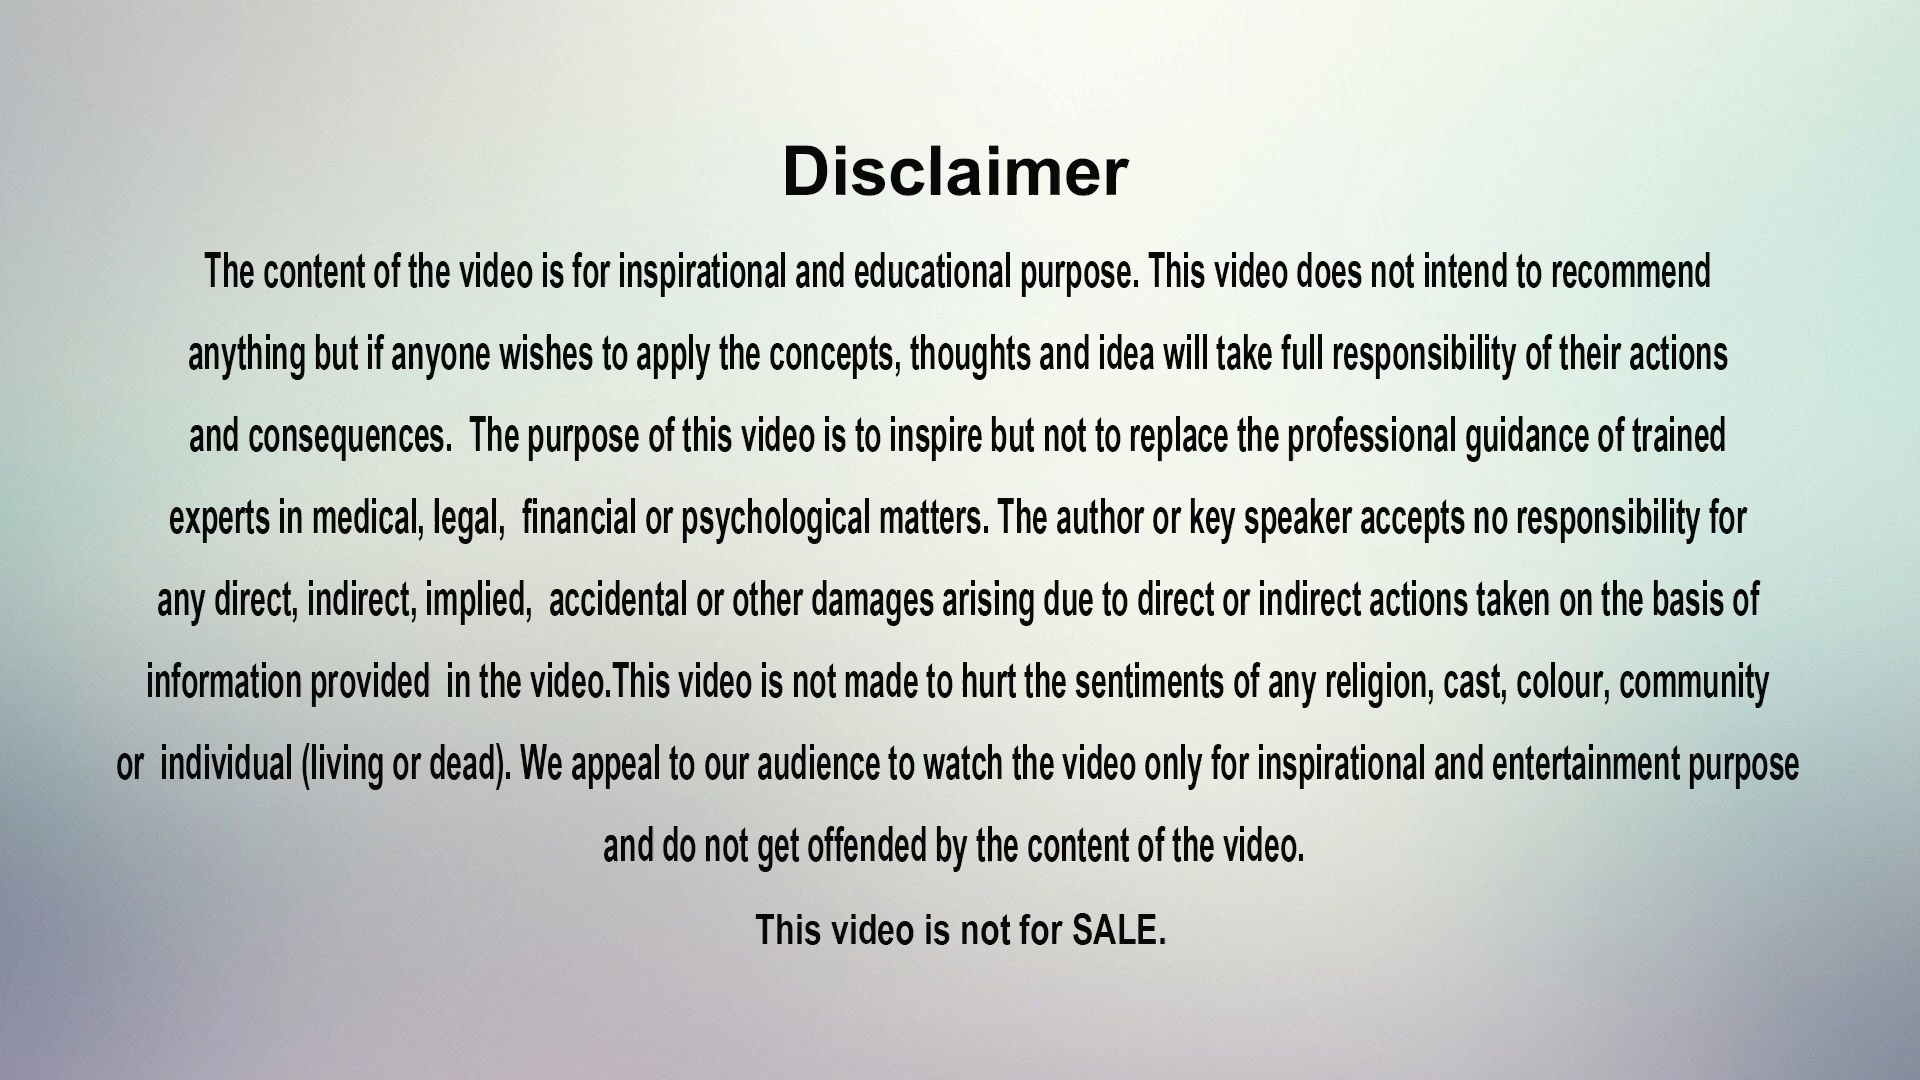 Disclaimer
The content of the video is for inspirational and educational purpose. This video does not intend to recommend
anything but if anyone wishes to apply the concepts, thoughts and idea will take full responsibility of their actions
and consequences.  The purpose of this video is to inspire but not to replace the professional guidance of trained
experts in medical, legal,  financial or psychological matters. The author or key speaker accepts no responsibility for
any direct, indirect, implied,  accidental or other damages arising due to direct or indirect actions taken on the basis of
information provided  in the video.This video is not made to hurt the sentiments of any religion, cast, colour, community
or  individual (living or dead). We appeal to our audience to watch the video only for inspirational and entertainment purpose
and do not get offended by the content of the video.
This video is not for SALE.